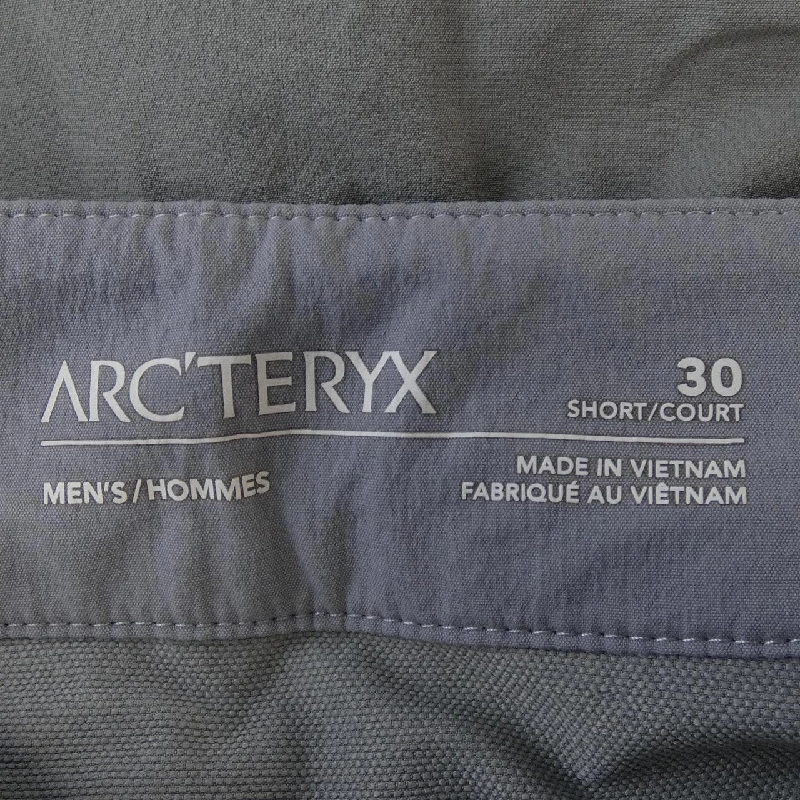 ARC'TERYX
30
SHORT/COURT
MEN'S/HOMMES
MADE IN VIETNAM
FABRIQUÉ AU VIÊTNAM